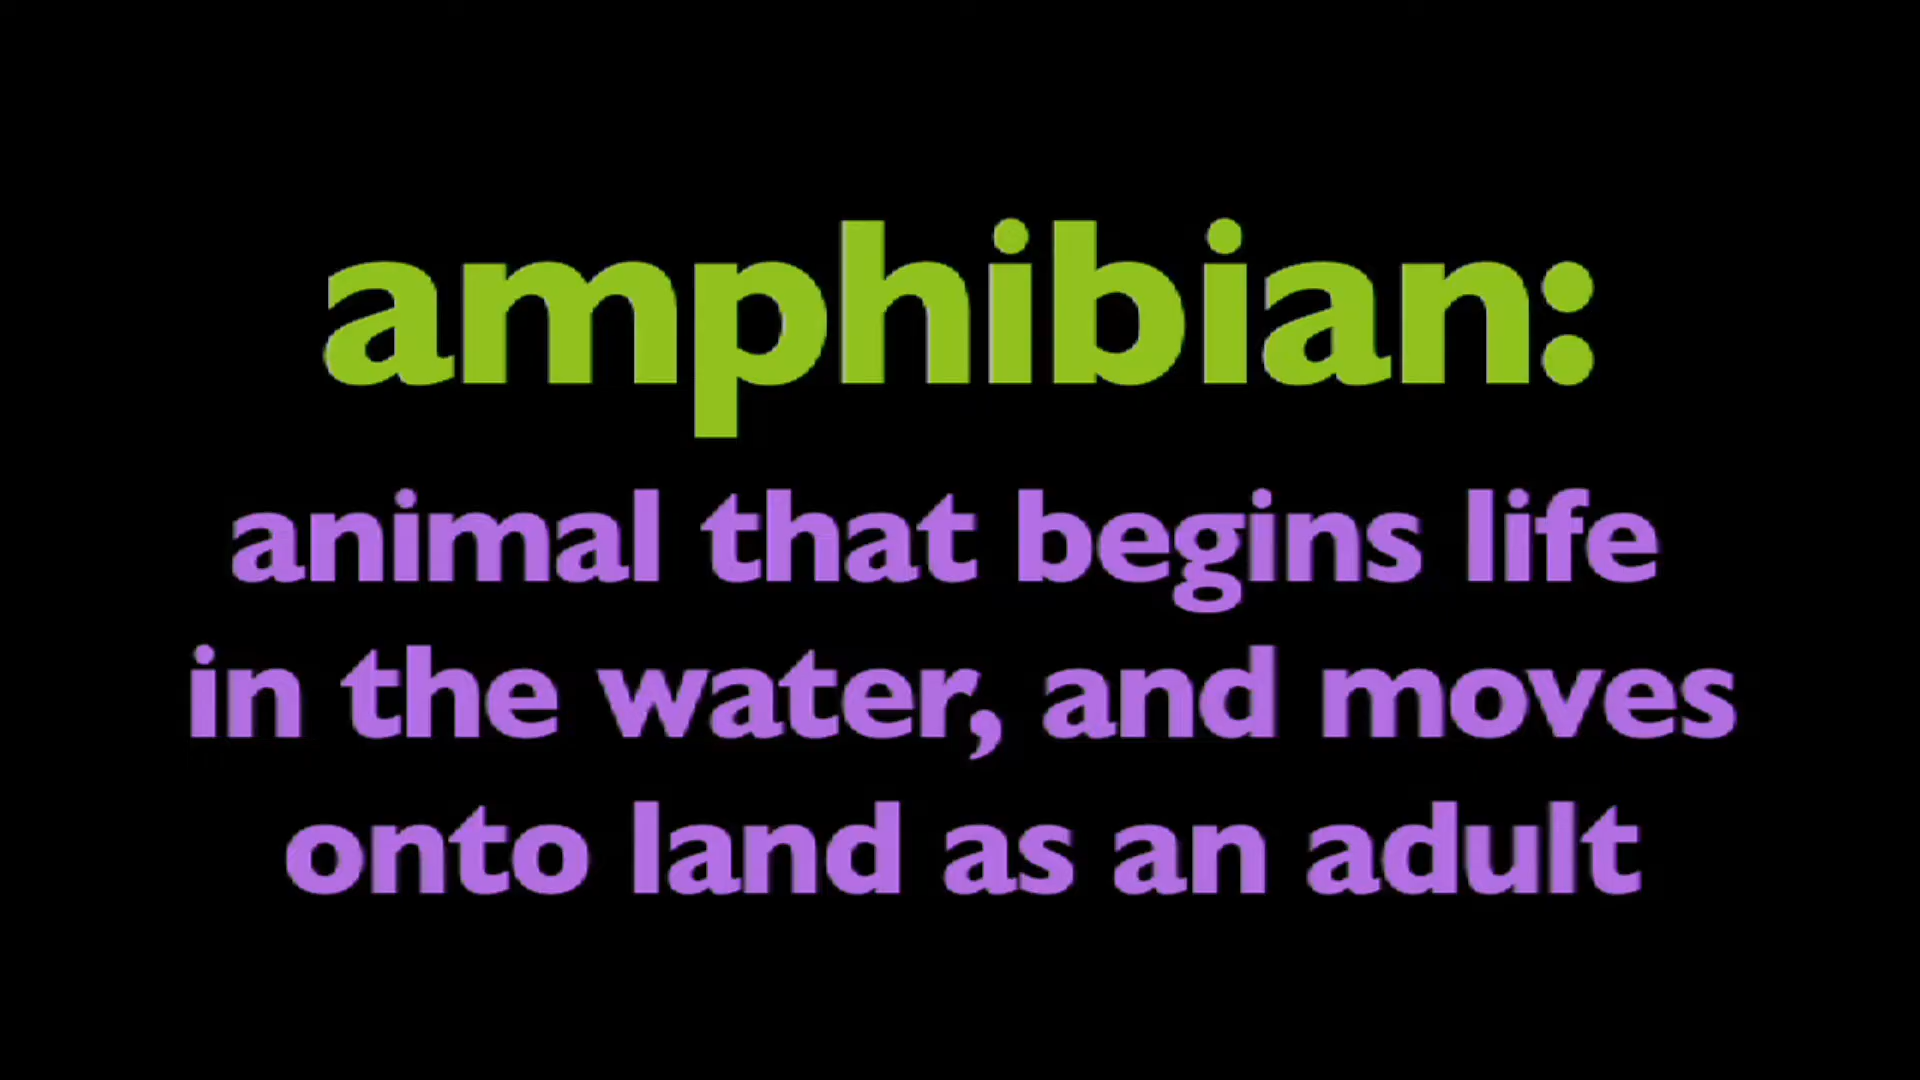 amphibian:
animal that begins life
in the water, and moves
onto land as an adult